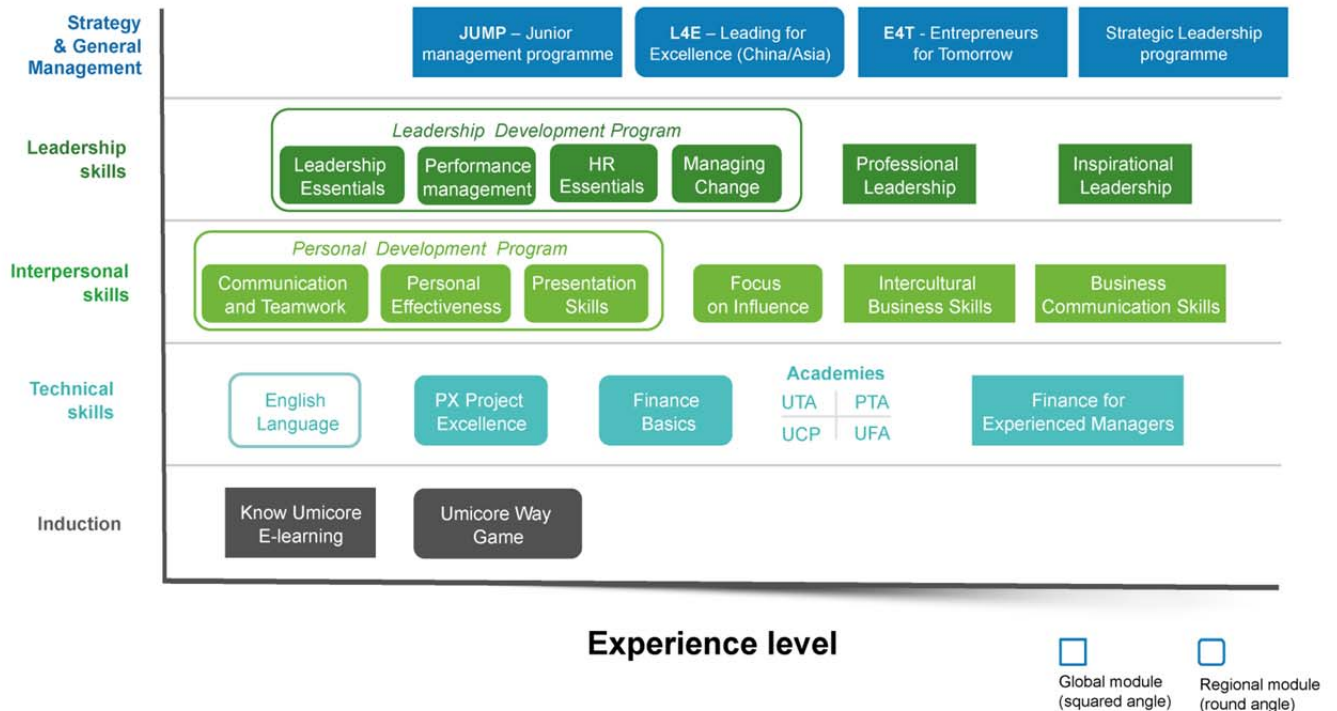 Strategy
& General
Management
JUMP – Junior
management programme
L4E – Leading for
Excellence (China/Asia)
E4T - Entrepreneurs
for Tomorrow
Strategic Leadership
programme
Leadership
skills
Leadership Development Program
Leadership
Essentials
Performance
management
HR
Essentials
Managing
Change
Professional
Leadership
Inspirational
Leadership
Interpersonal
skills
Personal Development Program
Communication
and Teamwork
Personal
Effectiveness
Presentation
Skills
Focus
on Influence
Intercultural
Business Skills
Business
Communication Skills
Technical
skills
English
Language
PX Project
Excellence
Finance
Basics
Academies
UTA PTA
UCP UFA
Finance for
Experienced Managers
Induction
Know Umicore
E-learning
Umicore Way
Game
Experience level
Global module
(squared angle)
Regional module
(round angle)